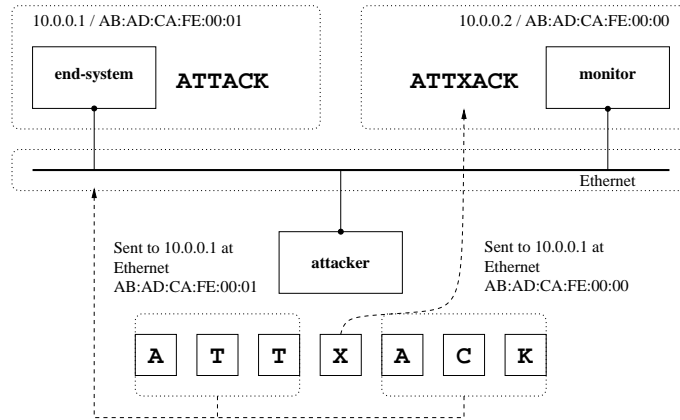 10.0.0.1 / AB:AD:CA:FE:00:01
10.0.0.2 / AB:AD:CA:FE:00:00
end-system
ATTACK
ATTXACK
monitor
Ethernet
attacker
Sent to 10.0.0.1 at
Ethernet
AB:AD:CA:FE:00:01
Sent to 10.0.0.1 at
Ethernet
AB:AD:CA:FE:00:00
A T T X A C K